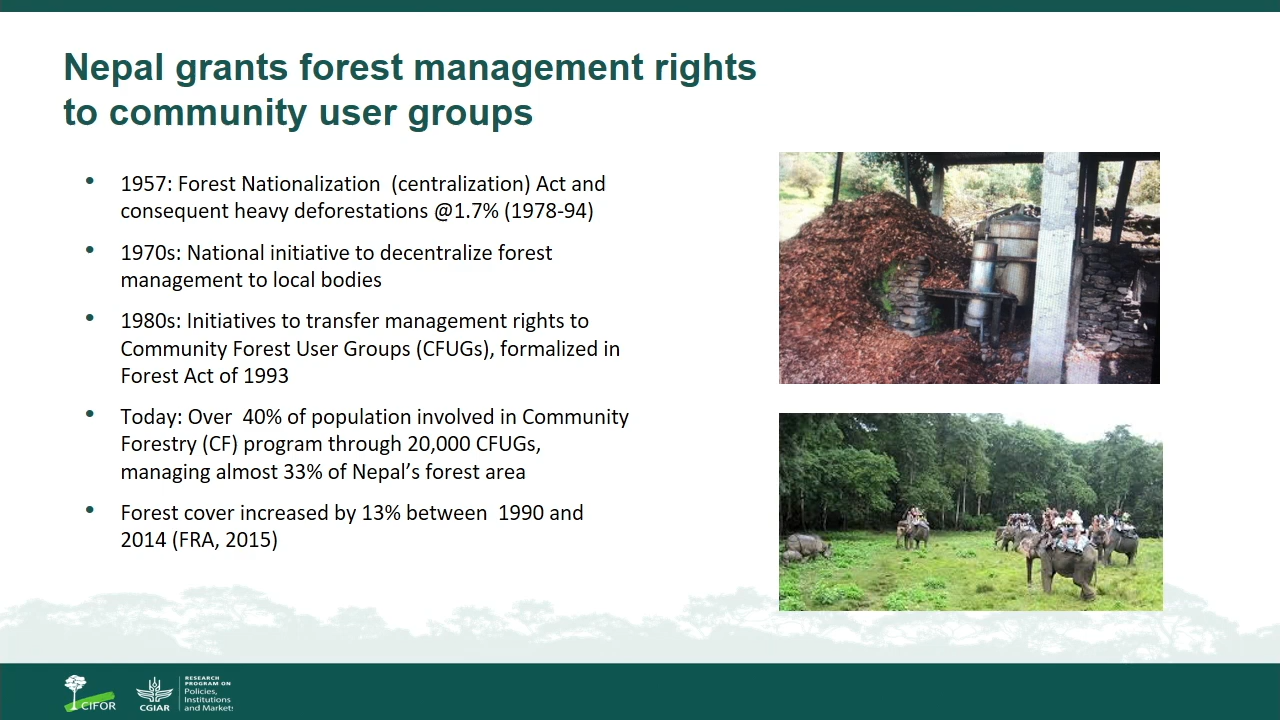 Nepal grants forest management rights
to community user groups
• 1957: Forest Nationalization  (centralization) Act and
consequent heavy deforestations @1.7% (1978-94)
• 1970s: National initiative to decentralize forest
management to local bodies
• 1980s: Initiatives to transfer management rights to
Community Forest User Groups (CFUGs), formalized in
Forest Act of 1993
• Today: Over  40% of population involved in Community
Forestry (CF) program through 20,000 CFUGs,
managing almost 33% of Nepal’s forest area
• Forest cover increased by 13% between  1990 and
2014 (FRA, 2015)
CIFOR
CGIAR
RESEARCH
PROGRAM ON
Policies,
Institutions
and Markets